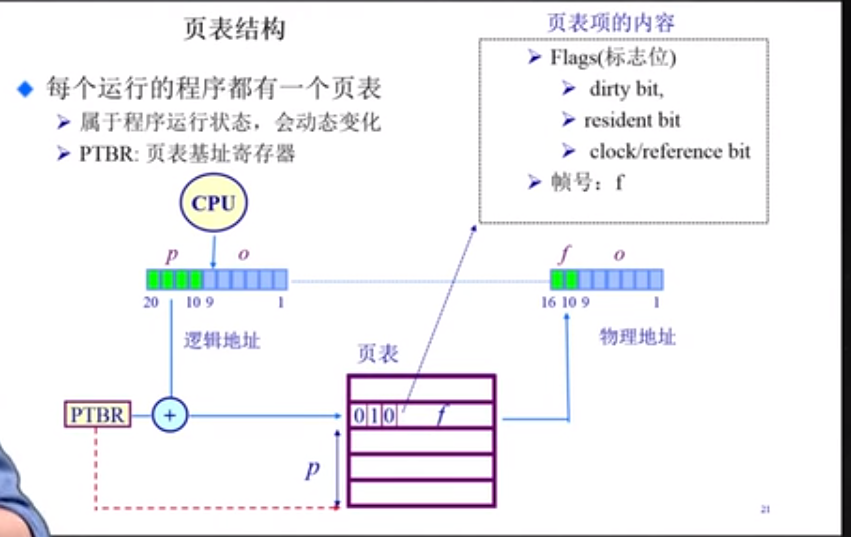 页表结构
页表项的内容
每个运行的程序都有一个页表
属于程序运行状态，会动态变化
PTBR: 页表基址寄存器
Flags(标志位)
dirty bit,
resident bit
clock/reference bit
帧号：f
CPU
p o
20 10 9 1
逻辑地址
f o
16 10 9 1
物理地址
页表
PTBR +
0 1 0 f
p
21